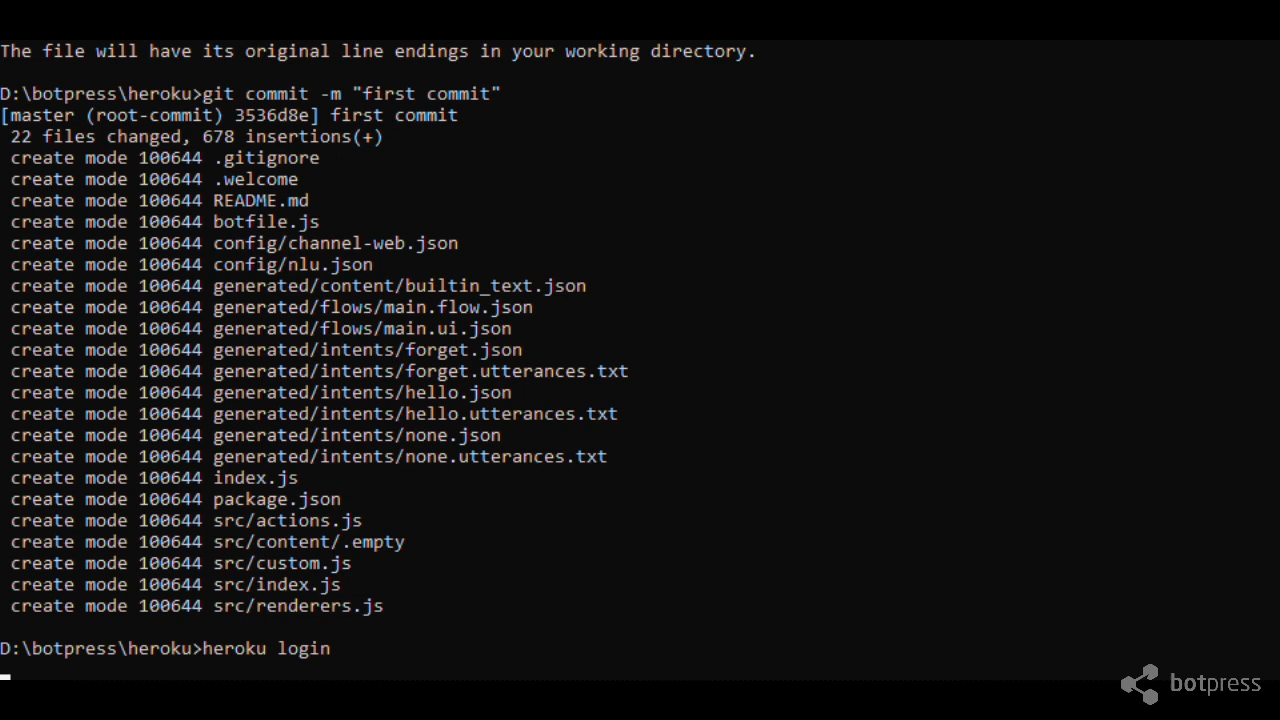 The file will have its original line endings in your working directory.
D:\botpress\heroku>git commit -m "first commit"
[master (root-commit) 3536d8e] first commit
 22 files changed, 678 insertions(+)
 create mode 100644 .gitignore
 create mode 100644 .welcome
 create mode 100644 README.md
 create mode 100644 botfile.js
 create mode 100644 config/channel-web.json
 create mode 100644 config/nlu.json
 create mode 100644 generated/content/builtin_text.json
 create mode 100644 generated/flows/main.flow.json
 create mode 100644 generated/flows/main.ui.json
 create mode 100644 generated/intents/forget.json
 create mode 100644 generated/intents/forget.utterances.txt
 create mode 100644 generated/intents/hello.json
 create mode 100644 generated/intents/hello.utterances.txt
 create mode 100644 generated/intents/none.json
 create mode 100644 generated/intents/none.utterances.txt
 create mode 100644 index.js
 create mode 100644 package.json
 create mode 100644 src/actions.js
 create mode 100644 src/content/.empty
 create mode 100644 src/custom.js
 create mode 100644 src/index.js
 create mode 100644 src/renderers.js
D:\botpress\heroku>heroku login
botpress